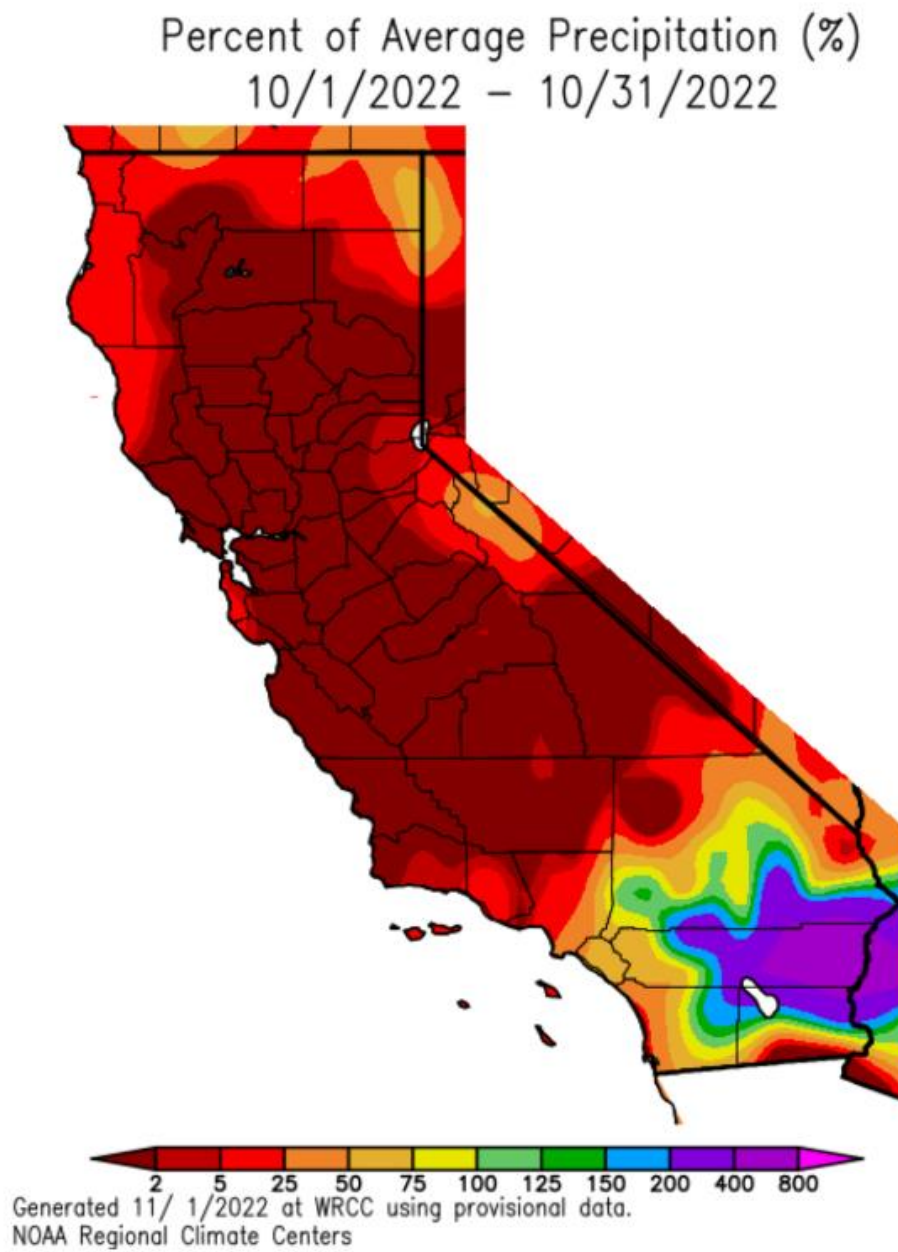 Percent of Average Precipitation (%)
10/1/2022 – 10/31/2022
2 5 25 50 75 100 125 150 200 400 800
Generated 11/ 1/2022 at WRCC using provisional data.
NOAA Regional Climate Centers